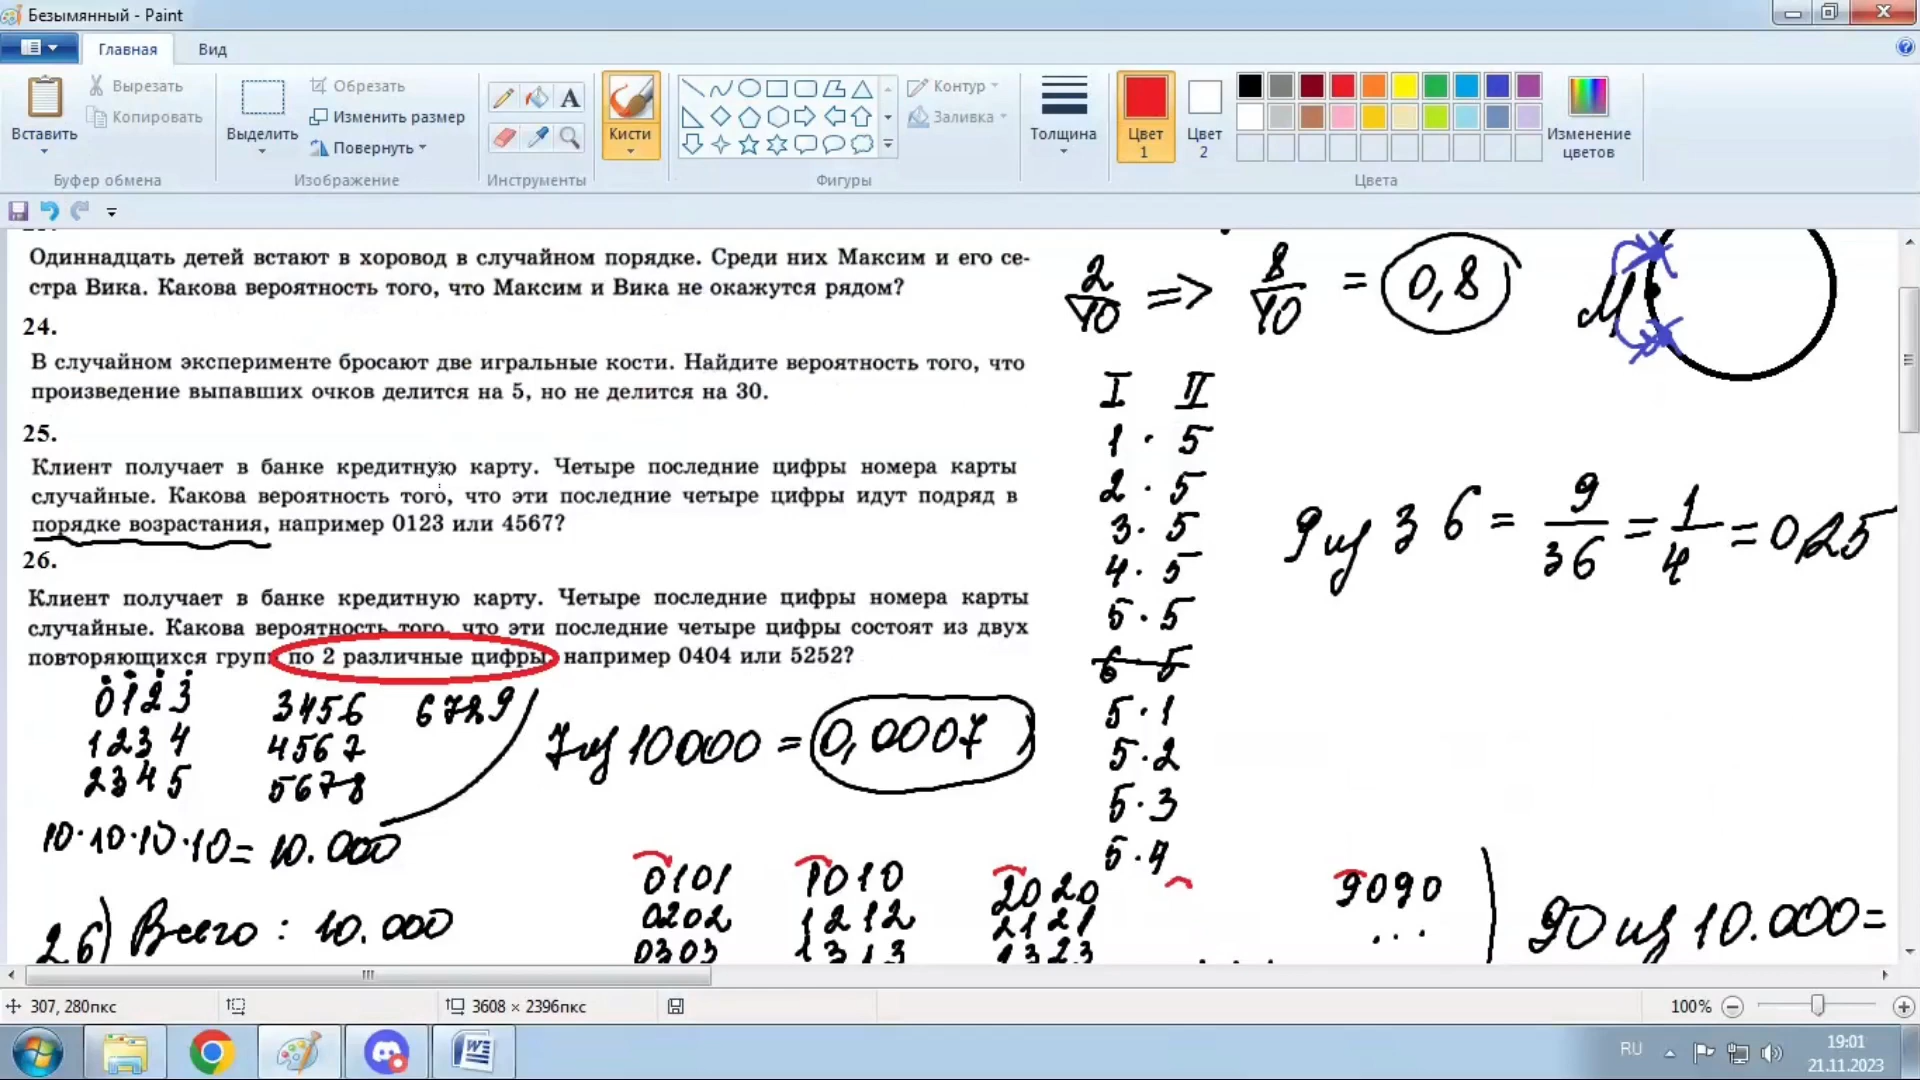 Безымянный - Paint
Главная
Вид
Вставить
Вырезать
Копировать
Буфер обмена
Выделить
Обрезать
Изменить размер
Повернуть
Изображение
A
Инструменты
Кисти
Контур
Заливка
Фигуры
Толщина
Цвет 1
Цвет 2
Изменение цветов
Цвета
Одиннадцать детей встают в хоровод в случайном порядке. Среди них Максим и его се-
стра Вика. Какова вероятность того, что Максим и Вика не окажутся рядом?
24.
В случайном эксперименте бросают две игральные кости. Найдите вероятность того, что
произведение выпавших очков делится на 5, но не делится на 30.
25.
Клиент получает в банке кредитную карту. Четыре последние цифры номера карты
случайные. Какова вероятность того, что эти последние четыре цифры идут подряд в
порядке возрастания, например 0123 или 4567?
26.
Клиент получает в банке кредитную карту. Четыре последние цифры номера карты
случайные. Какова вероятность того, что эти последние четыре цифры состоят из двух
повторяющихся груп по 2 различные цифры, например 0404 или 5252?
0123 3456 6789
1234 4567
2345 5678
10·10·10·10 = 10.000
7 из 10000 = 0,0007
2/10 => 8/10 = 0,8
М
I II
1 · 5
2 · 5
3 · 5
4 · 5
5 · 5
6 5
5 · 1
5 · 2
5 · 3
5 · 4
9 из 36 = 9/36 = 1/4 = 0,25
26) Всего : 10.000
0101 1010 2020 9090
0202 1212 2121 ...
0303 1313 2323
90 из 10.000 =
307, 280пкс
3608 × 2396пкс
100%
RU
19:01
21.11.2023